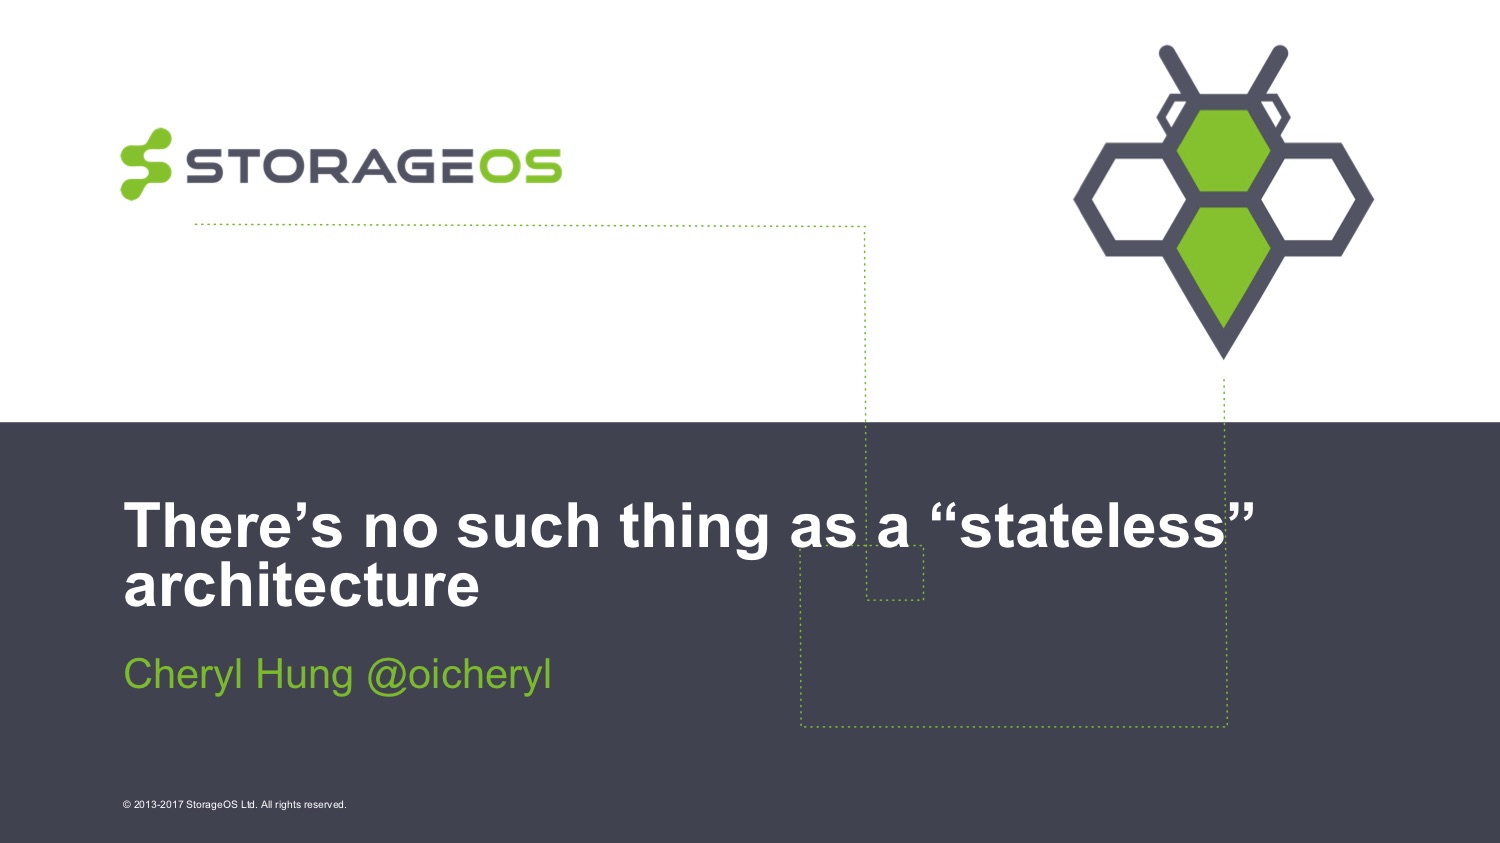 STORAGEOS
There’s no such thing as a “stateless”
architecture
Cheryl Hung @oicheryl
© 2013-2017 StorageOS Ltd. All rights reserved.